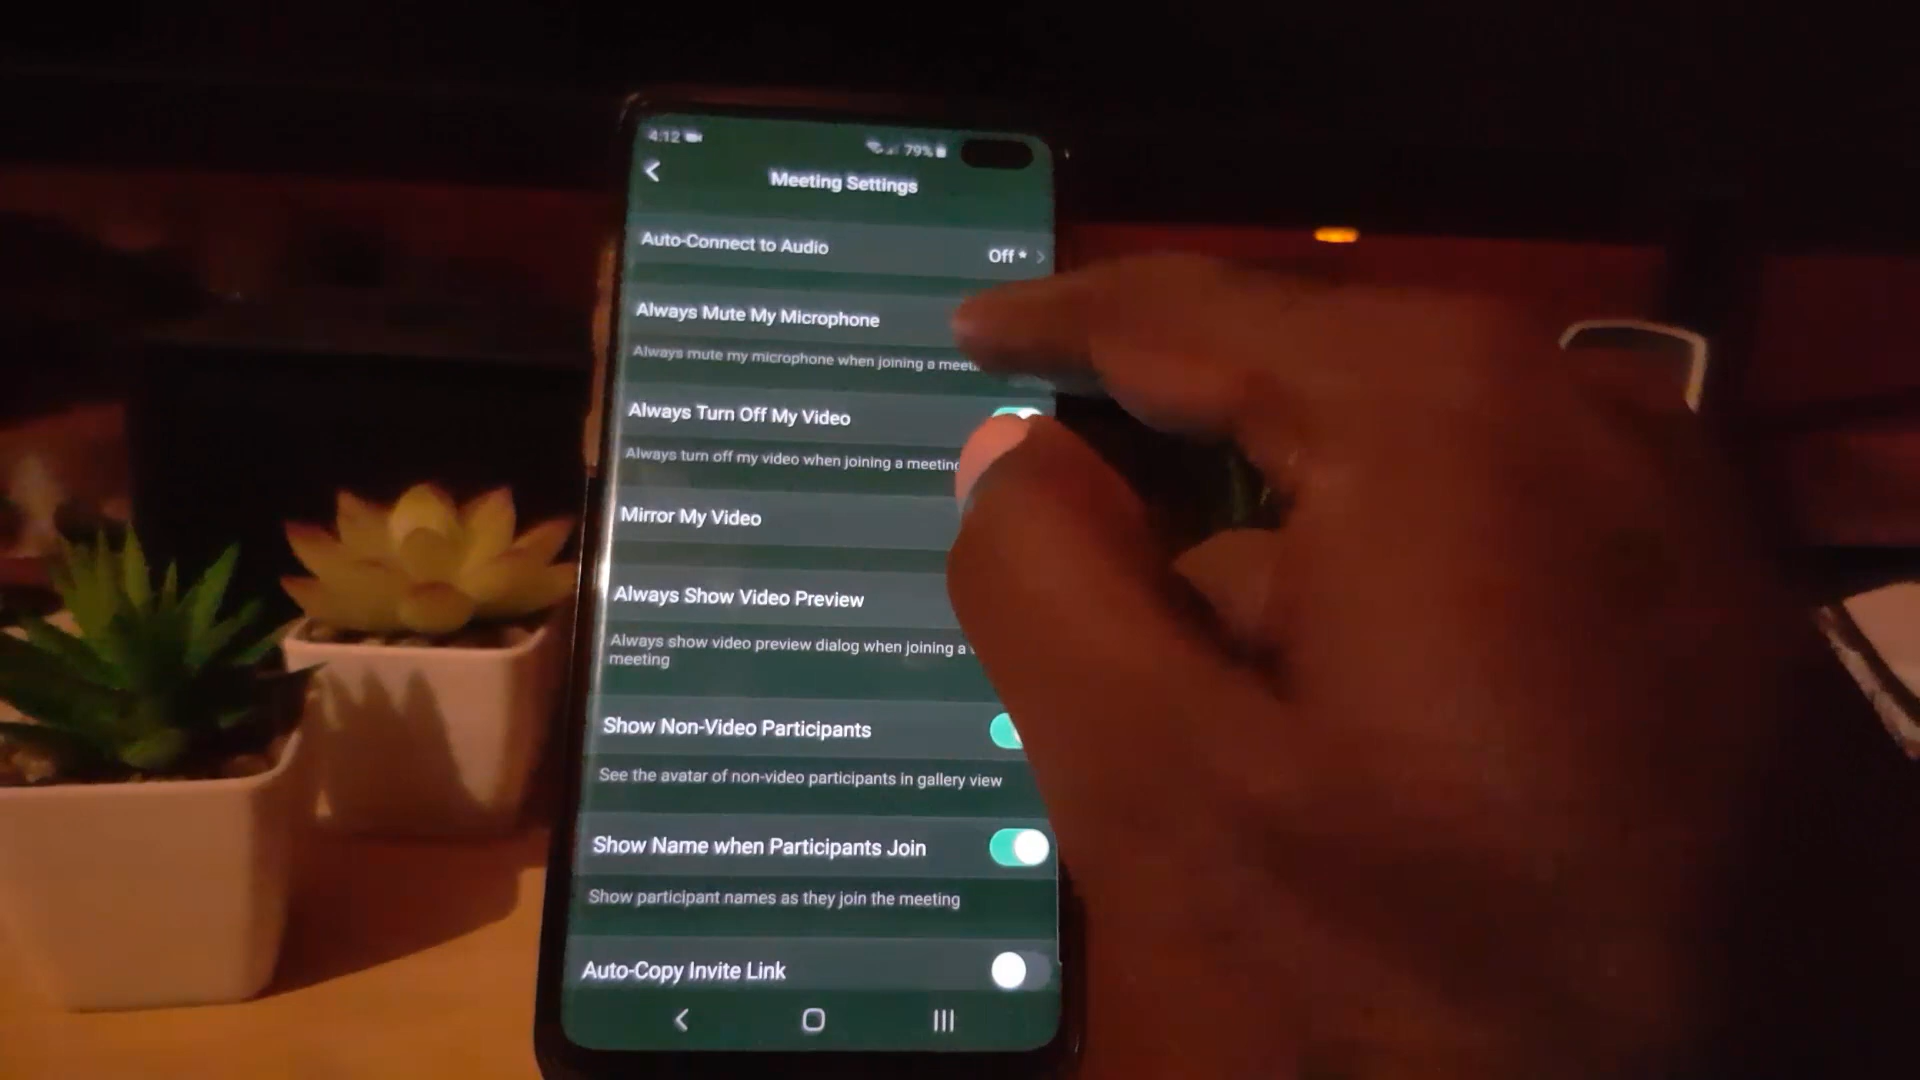 4:12
79%
Meeting Settings
Auto-Connect to Audio
Off *
Always Mute My Microphone
Always mute my microphone when joining a
Always Turn Off My Video
Always turn off my video when joining a meeting
Mirror My Video
Always Show Video Preview
Always show video preview dialog when joining a
meeting
Show Non-Video Participants
See the avatar of non-video participants in gallery view
Show Name when Participants Join
Show participant names as they join the meeting
Auto-Copy Invite Link